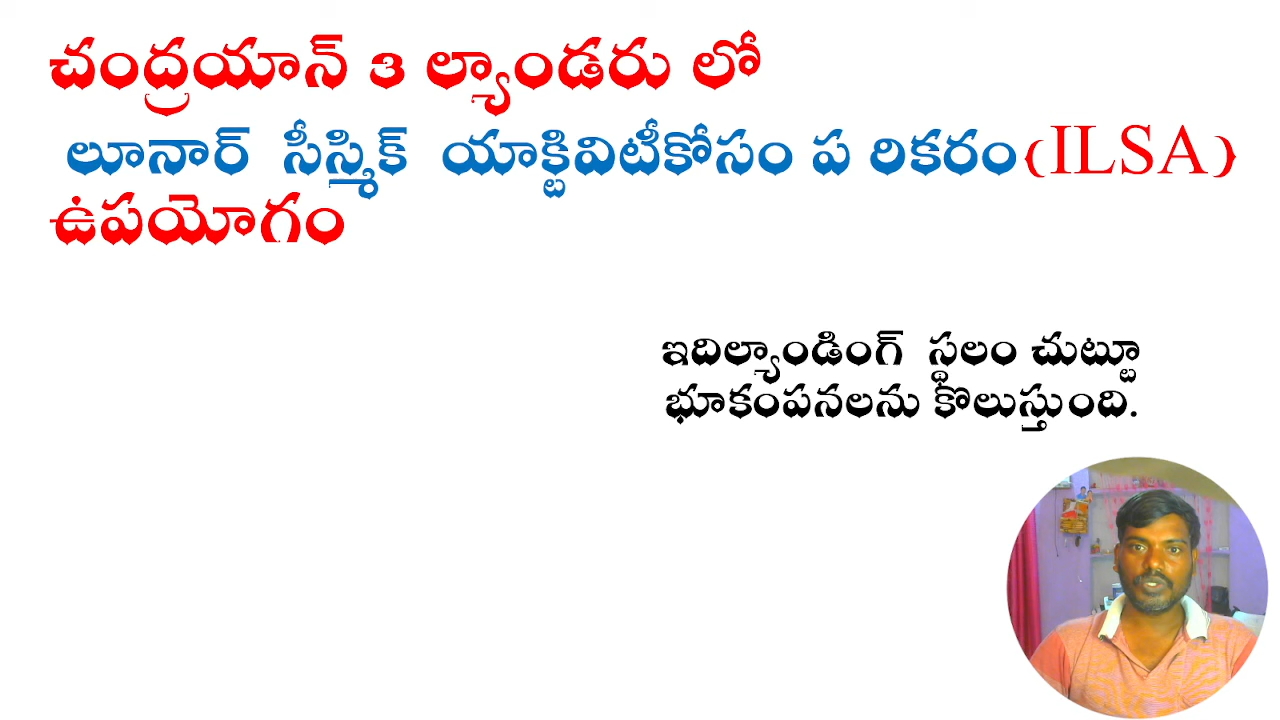 చంద్రయాన్ 3 ల్యాండరు లో
లూనార్ సీస్మిక్ యాక్టివిటీకోసం ప రికరం(ILSA)
ఉపయోగం
ఇదిల్యాండింగ్ స్థలం చుట్టూ
భూకంపనలను కొలుస్తుంది.